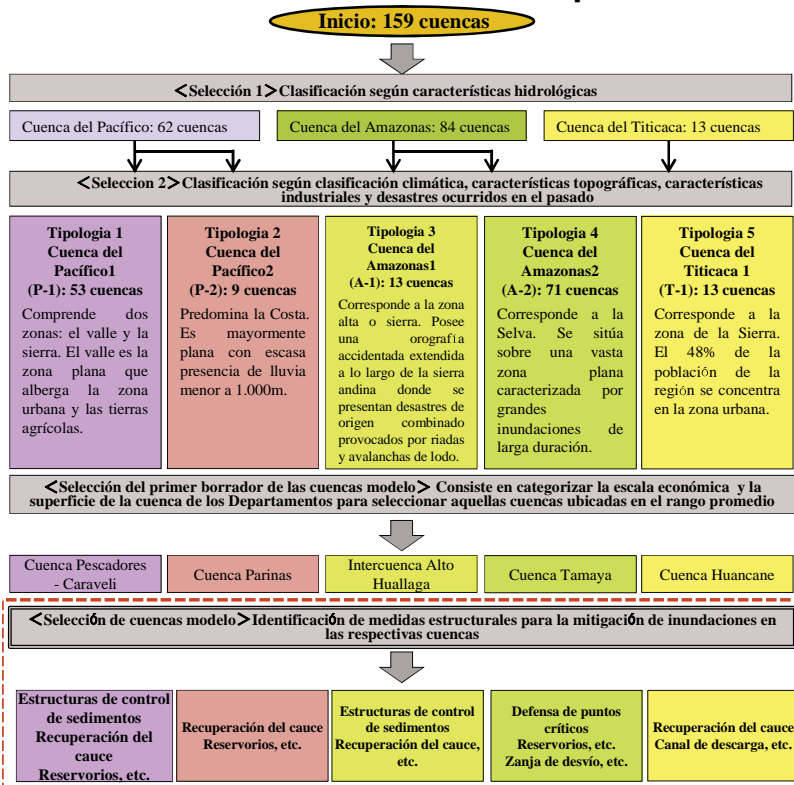 Inicio: 159 cuencas
<Selección 1>Clasificación según características hidrológicas
Cuenca del Pacífico: 62 cuencas
Cuenca del Amazonas: 84 cuencas
Cuenca del Titicaca: 13 cuencas
<Seleccion 2>Clasificación según clasificación climática, características topográficas, características
industriales y desastres ocurridos en el pasado
Tipologia 1
Cuenca del
Pacífico1
(P-1): 53 cuencas
Comprende dos
zonas: el valle y la
sierra. El valle es la
zona plana que
alberga la zona
urbana y las tierras
agrícolas.
Tipologia 2
Cuenca del
Pacífico2
(P-2): 9 cuencas
Predomina la Costa.
Es mayormente
plana con escasa
presencia de lluvia
menor a 1.000m.
Tipologia 3
Cuenca del
Amazonas1
(A-1): 13 cuencas
Corresponde a la zona
alta o sierra. Posee
una orografía
accidentada extendida
a lo largo de la sierra
andina donde se
presentan desastres de
origen combinado
provocados por riadas
y avalanchas de lodo.
Tipologia 4
Cuenca del
Amazonas2
(A-2): 71 cuencas
Corresponde a la
Selva. Se sitúa
sobre una vasta
zona plana
caracterizada por
grandes
inundaciones de
larga duración.
Tipologia 5
Cuenca del
Titicaca 1
(T-1): 13 cuencas
Corresponde a la
zona de la Sierra.
El 48% de la
población de la
región se concentra
en la zona urbana.
<Selección del primer borrador de las cuencas modelo> Consiste en categorizar la escala económica y la
superficie de la cuenca de los Departamentos para seleccionar aquellas cuencas ubicadas en el rango promedio
Cuenca Pescadores
- Caraveli
Cuenca Parinas
Intercuenca Alto
Huallaga
Cuenca Tamaya
Cuenca Huancane
<Selección de cuencas modelo>Identificación de medidas estructurales para la mitigación de inundaciones en
las respectivas cuencas
Estructuras de control
de sedimentos
Recuperación del
cauce
Reservorios, etc.
Recuperación del cauce
Reservorios, etc.
Estructuras de control
de sedimentos
Recuperación del cauce,
etc.
Defensa de puntos
críticos
Reservorios, etc.
Zanja de desvío, etc.
Recuperación del cauce
Canal de descarga, etc.